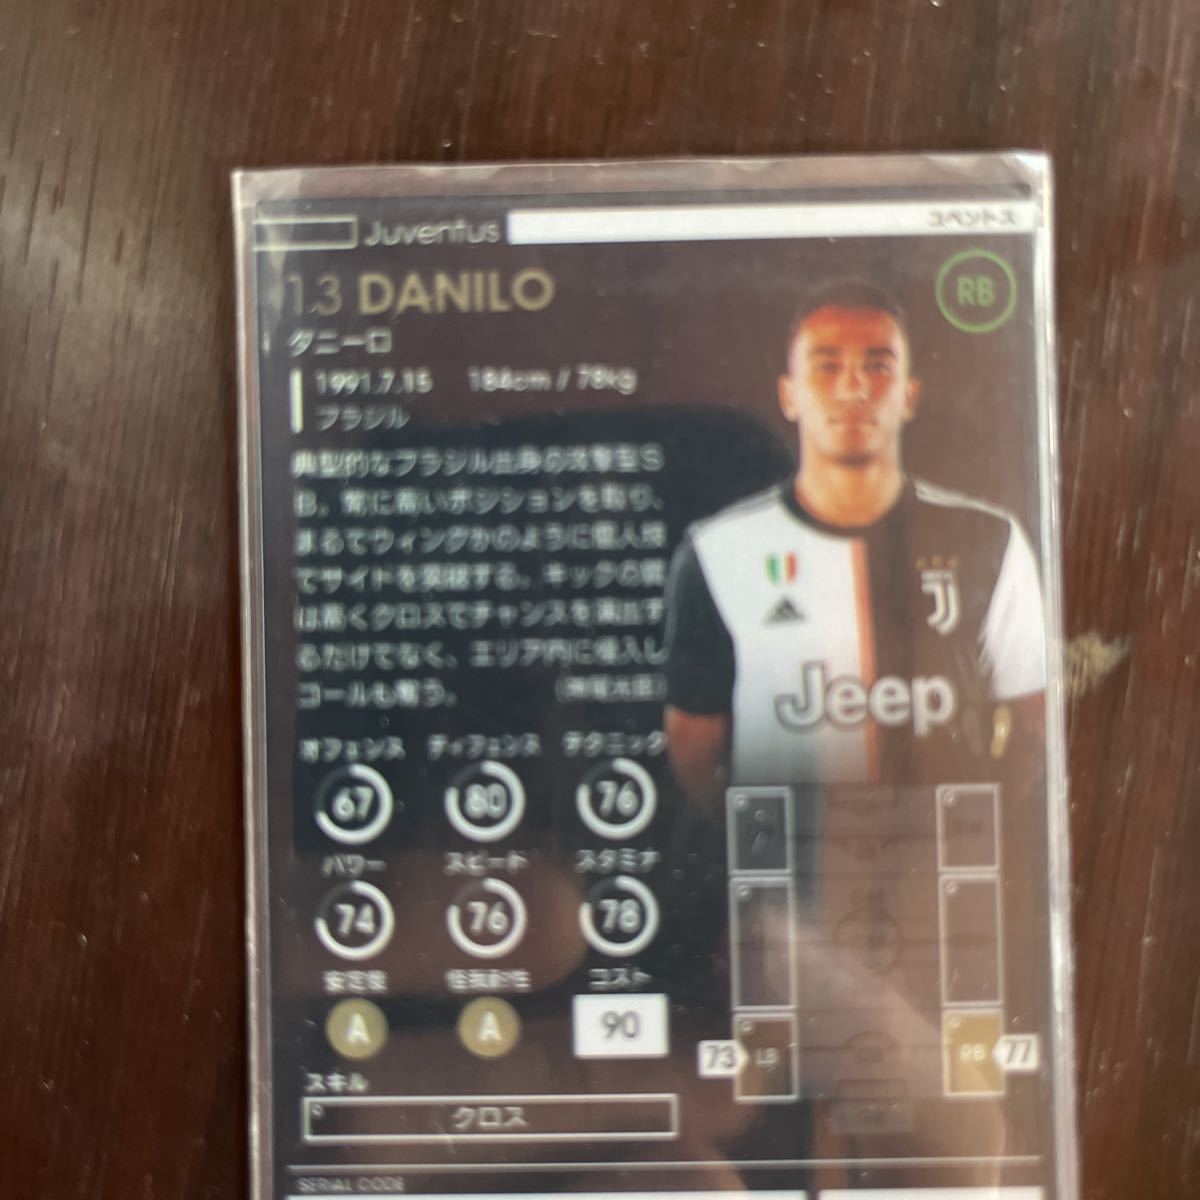 Juventus
ユベントス
13 DANILO
RB
ダニーロ
1991.7.15 184cm / 78kg
ブラジル
典型的なブラジル出身の攻撃型S
B。常に高いポジションを取り、
まるでウィングかのように個人技
でサイドを突破する。キックの質
は高くクロスでチャンスを演出す
るだけでなく、エリア内に侵入し
ゴールも奪う。
Jeep
オフェンス ディフェンス テクニック
67 80 76
パワー スピード スタミナ
74 76 78
安定度 怪我耐性 コスト
A A 90
73 LB RB 77
スキル
クロス
SERIAL CODE